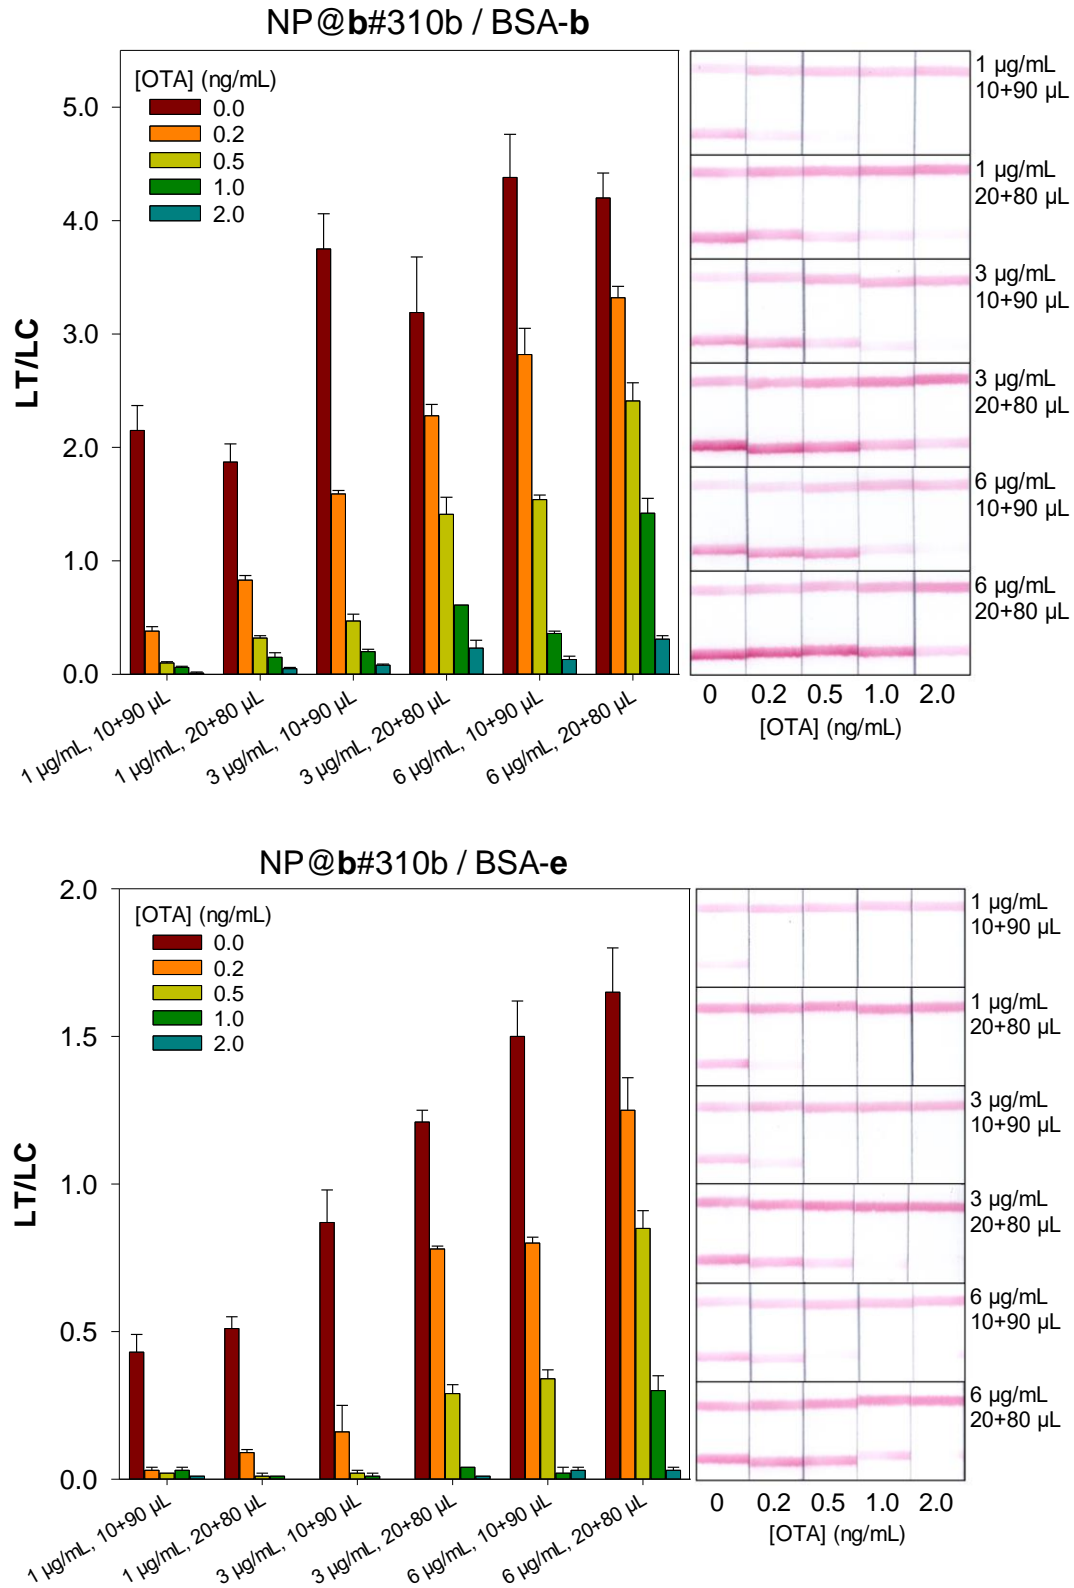 NP@b#310b / BSA-b
[OTA] (ng/mL)
0.0
0.2
0.5
1.0
2.0
LT/LC
5.0
4.0
3.0
2.0
1.0
0.0
1 µg/mL, 10+90 µL
1 µg/mL, 20+80 µL
3 µg/mL, 10+90 µL
3 µg/mL, 20+80 µL
6 µg/mL, 10+90 µL
6 µg/mL, 20+80 µL
1 µg/mL
10+90 µL
1 µg/mL
20+80 µL
3 µg/mL
10+90 µL
3 µg/mL
20+80 µL
6 µg/mL
10+90 µL
6 µg/mL
20+80 µL
0 0.2 0.5 1.0 2.0
[OTA] (ng/mL)
NP@b#310b / BSA-e
[OTA] (ng/mL)
0.0
0.2
0.5
1.0
2.0
LT/LC
2.0
1.5
1.0
0.5
0.0
1 µg/mL, 10+90 µL
1 µg/mL, 20+80 µL
3 µg/mL, 10+90 µL
3 µg/mL, 20+80 µL
6 µg/mL, 10+90 µL
6 µg/mL, 20+80 µL
1 µg/mL
10+90 µL
1 µg/mL
20+80 µL
3 µg/mL
10+90 µL
3 µg/mL
20+80 µL
6 µg/mL
10+90 µL
6 µg/mL
20+80 µL
0 0.2 0.5 1.0 2.0
[OTA] (ng/mL)